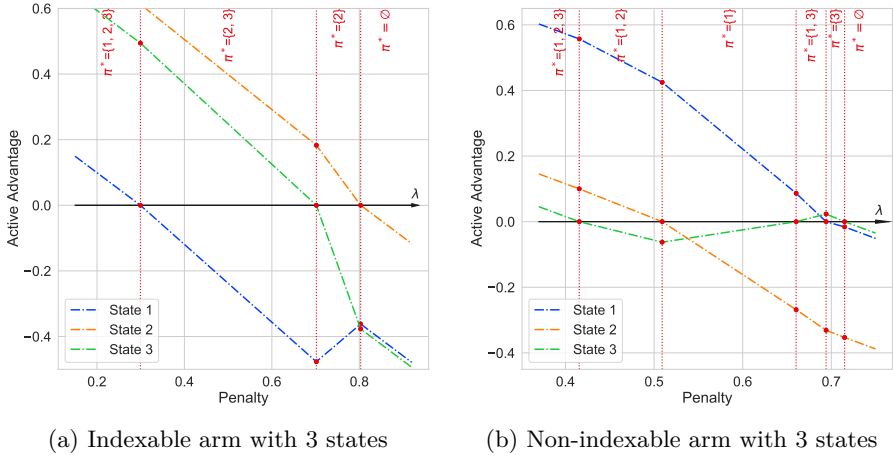 π* = {1, 2, 3}
π* = {2, 3}
π* = {2}
π* = ∅
0.6
0.4
0.2
0.0
−0.2
−0.4
Active Advantage
λ
State 1
State 2
State 3
0.2 0.4 0.6 0.8
Penalty
(a) Indexable arm with 3 states
π* = {1, 2, 3}
π* = {1, 2}
π* = {1}
π* = {1, 3}
π* = {3}
π* = ∅
0.6
0.4
0.2
0.0
−0.2
−0.4
Active Advantage
λ
State 1
State 2
State 3
0.4 0.5 0.6 0.7
Penalty
(b) Non-indexable arm with 3 states